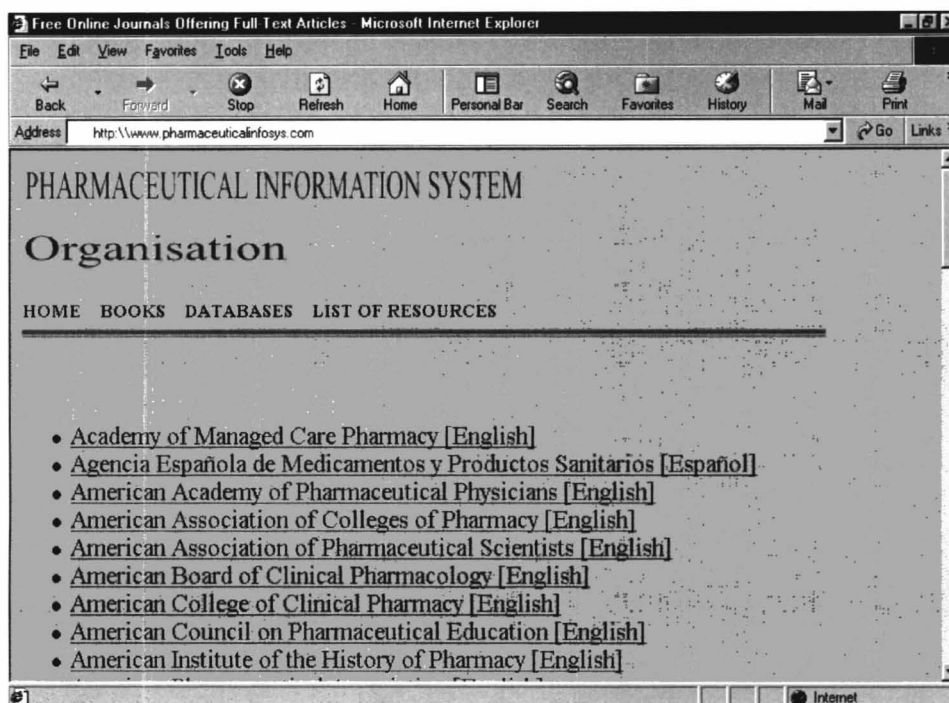 Free Online Journals Offering Full-Text Articles - Microsoft Internet Explorer
File Edit View Favorites Tools Help
Back Forward Stop Refresh Home Personal Bar Search Favorites History Mail Print
Address http:\\www.pharmaceuticalinfosys.com Go Links
PHARMACEUTICAL INFORMATION SYSTEM
Organisation
HOME BOOKS DATABASES LIST OF RESOURCES
• Academy of Managed Care Pharmacy [English]
• Agencia Española de Medicamentos y Productos Sanitarios [Español]
• American Academy of Pharmaceutical Physicians [English]
• American Association of Colleges of Pharmacy [English]
• American Association of Pharmaceutical Scientists [English]
• American Board of Clinical Pharmacology [English]
• American College of Clinical Pharmacy [English]
• American Council on Pharmaceutical Education [English]
• American Institute of the History of Pharmacy [English]
Internet